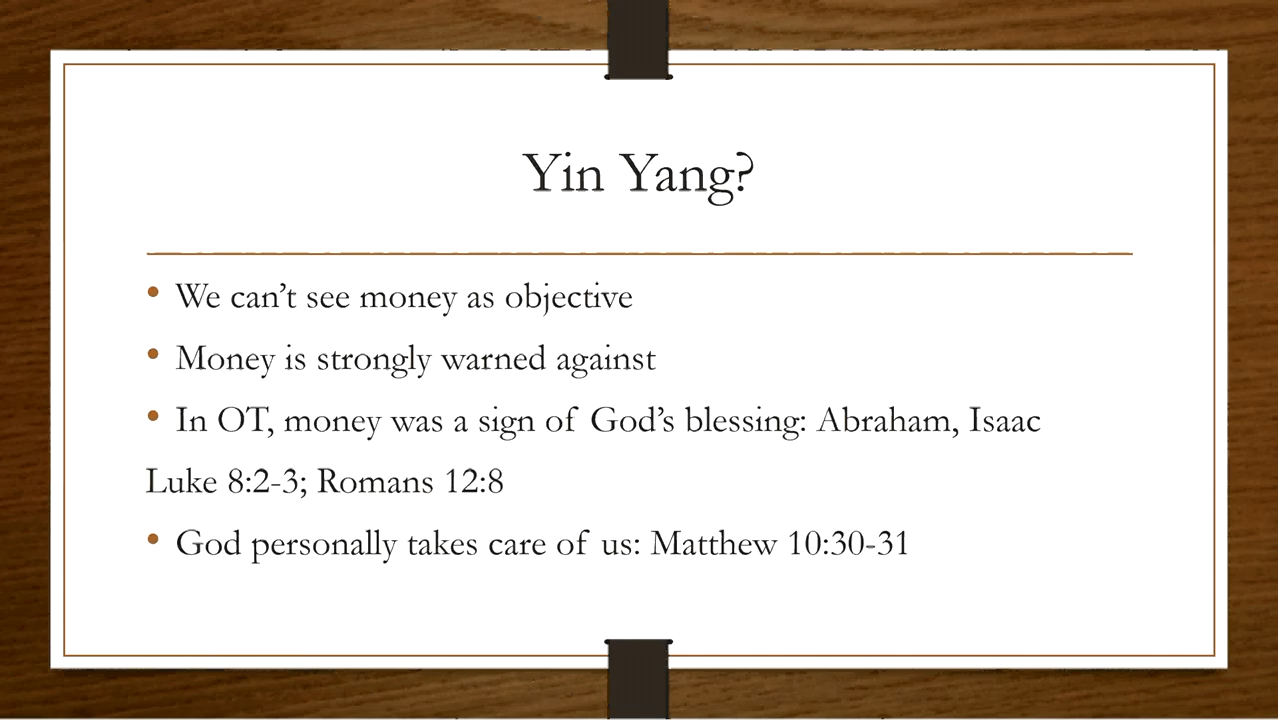 Yin Yang?
• We can’t see money as objective
• Money is strongly warned against
• In OT, money was a sign of God’s blessing: Abraham, Isaac
Luke 8:2-3; Romans 12:8
• God personally takes care of us: Matthew 10:30-31